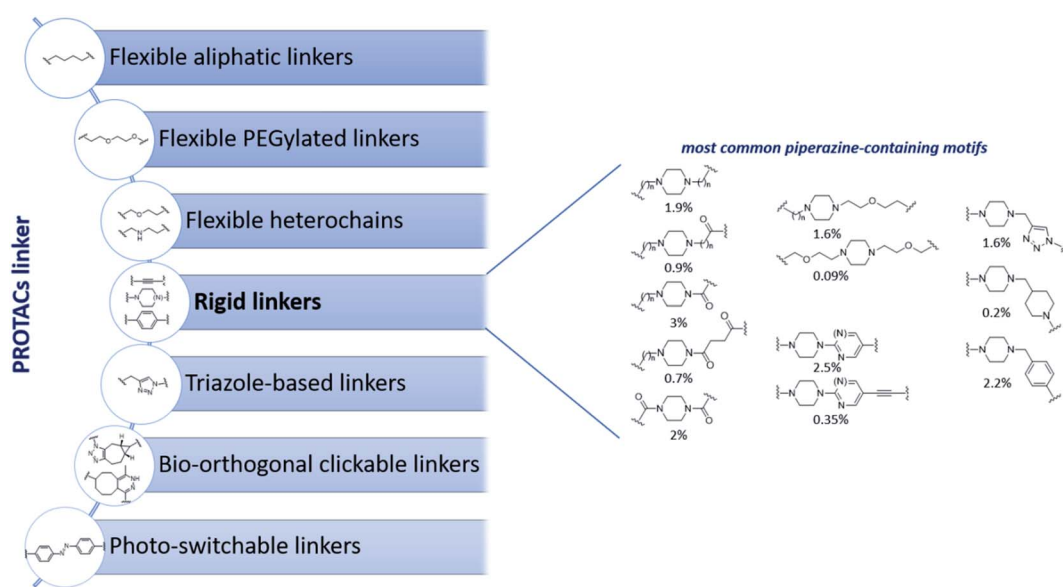 PROTACs linker
Flexible aliphatic linkers
Flexible PEGylated linkers
Flexible heterochains
Rigid linkers
Triazole-based linkers
Bio-orthogonal clickable linkers
Photo-switchable linkers
most common piperazine-containing motifs
1.9%
0.9%
3%
0.7%
2%
1.6%
0.09%
2.5%
0.35%
1.6%
0.2%
2.2%